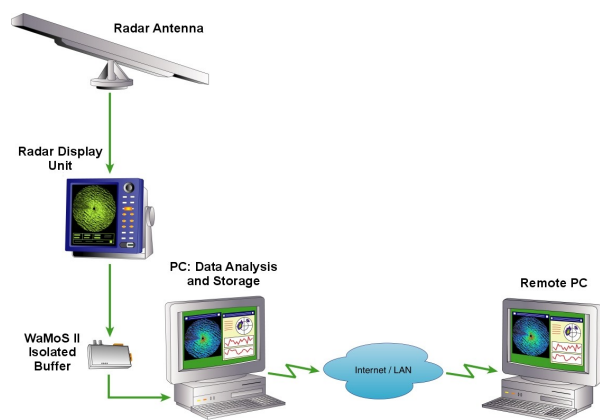 Radar Antenna
Radar Display
Unit
PC: Data Analysis
and Storage
Remote PC
WaMoS II
Isolated
Buffer
Internet / LAN